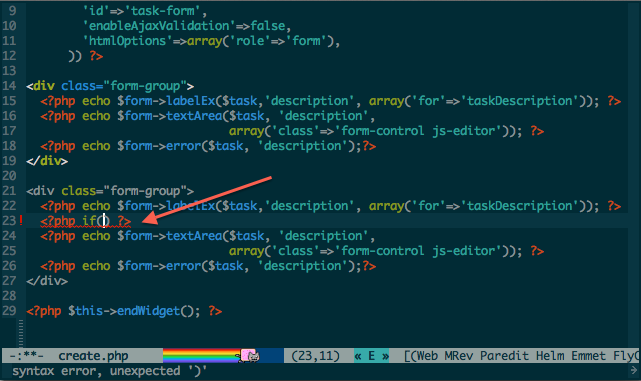 9 'id'=>'task-form',
10 'enableAjaxValidation'=>false,
11 'htmlOptions'=>array('role'=>'form'),
12 )) ?>
13
14 <div class="form-group">
15 <?php echo $form->labelEx($task,'description', array('for'=>'taskDescription')); ?>
16 <?php echo $form->textArea($task, 'description',
17 array('class'=>'form-control js-editor')); ?>
18 <?php echo $form->error($task, 'description');?>
19 </div>
20
21 <div class="form-group">
22 <?php echo $form->labelEx($task,'description', array('for'=>'taskDescription')); ?>
23 <?php if() ?>
24 <?php echo $form->textArea($task, 'description',
25 array('class'=>'form-control js-editor')); ?>
26 <?php echo $form->error($task, 'description');?>
27 </div>
28
29 <?php $this->endWidget(); ?>
-:**- create.php (23,11) « E » [(Web MRev Paredit Helm Emmet FlyC
syntax error, unexpected ')'